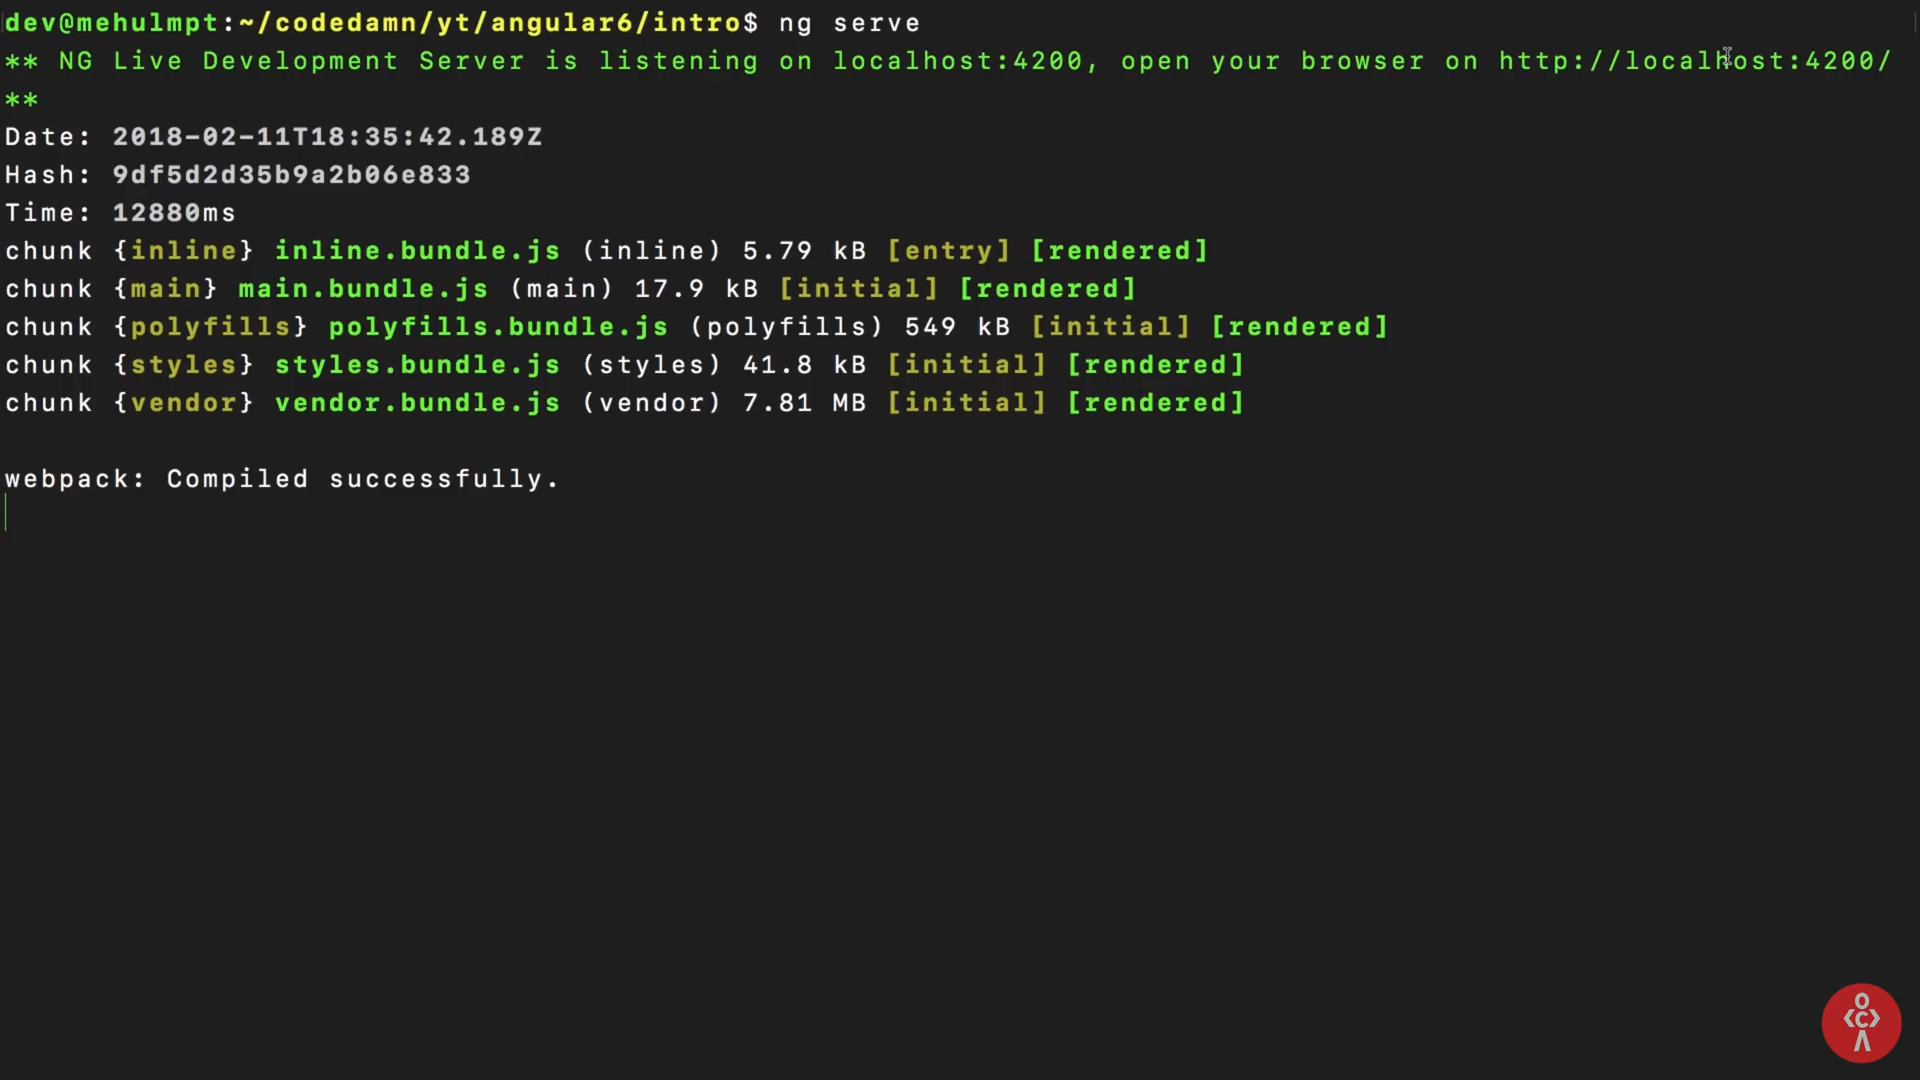 dev@mehulmpt:~/codedamn/yt/angular6/intro$ ng serve
** NG Live Development Server is listening on localhost:4200, open your browser on http://localhost:4200/
**
Date: 2018-02-11T18:35:42.189Z
Hash: 9df5d2d35b9a2b06e833
Time: 12880ms
chunk {inline} inline.bundle.js (inline) 5.79 kB [entry] [rendered]
chunk {main} main.bundle.js (main) 17.9 kB [initial] [rendered]
chunk {polyfills} polyfills.bundle.js (polyfills) 549 kB [initial] [rendered]
chunk {styles} styles.bundle.js (styles) 41.8 kB [initial] [rendered]
chunk {vendor} vendor.bundle.js (vendor) 7.81 MB [initial] [rendered]
webpack: Compiled successfully.